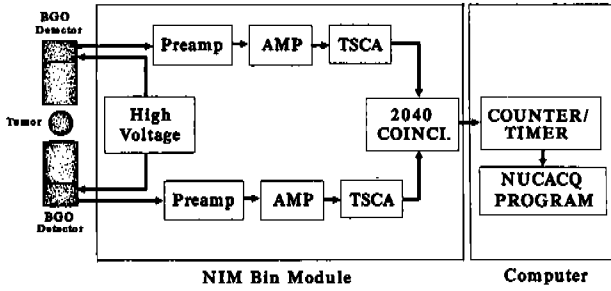 BGO
Detector
Preamp
AMP
TSCA
Tumor
High
Voltage
2040
COINCI.
COUNTER/
TIMER
NUCACQ
PROGRAM
Preamp
AMP
TSCA
BGO
Detector
NIM Bin Module
Computer